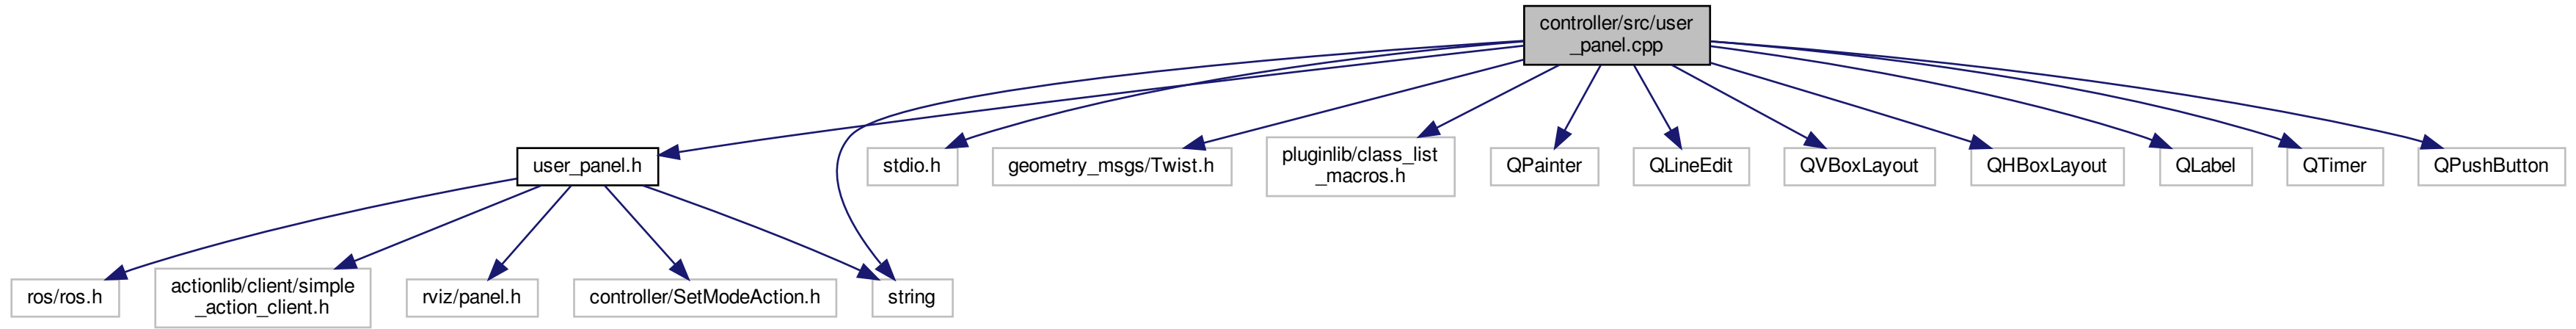 controller/src/user
_panel.cpp
user_panel.h
stdio.h
geometry_msgs/Twist.h
pluginlib/class_list
_macros.h
QPainter
QLineEdit
QVBoxLayout
QHBoxLayout
QLabel
QTimer
QPushButton
ros/ros.h
actionlib/client/simple
_action_client.h
rviz/panel.h
controller/SetModeAction.h
string